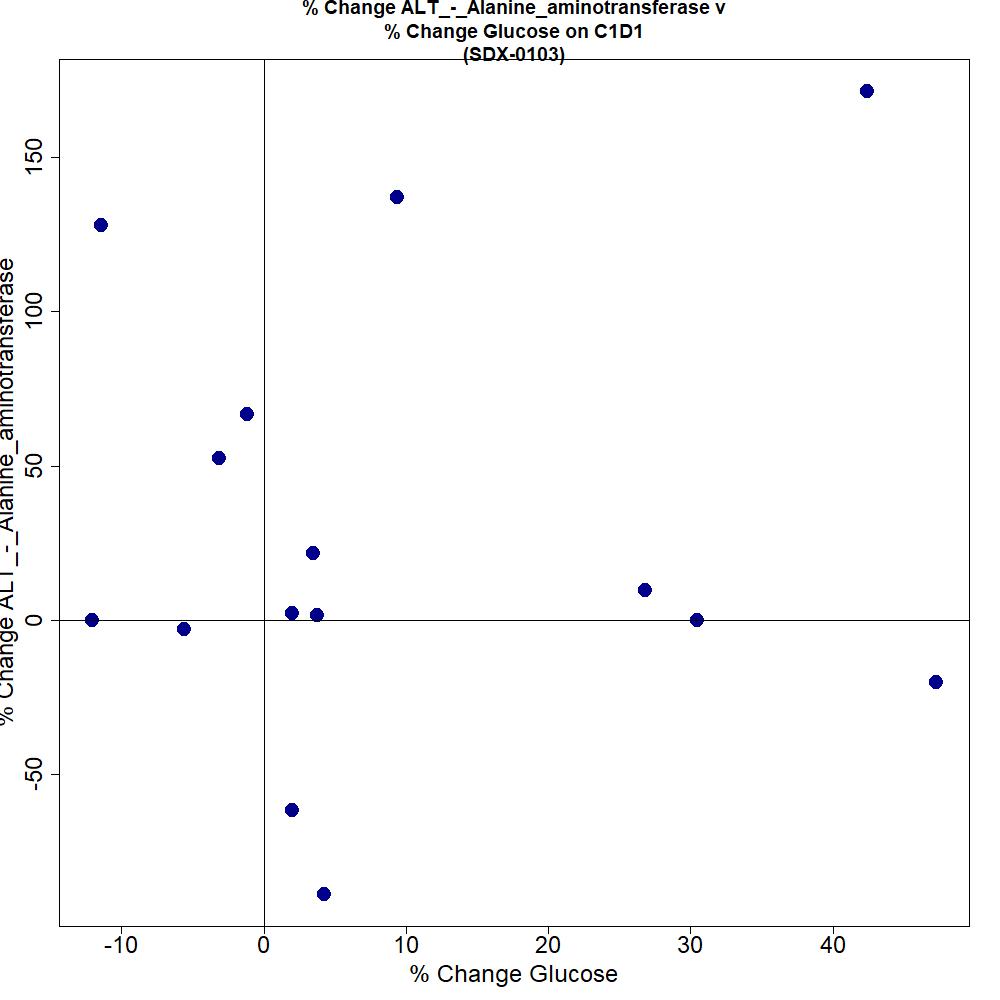 % Change ALT_-_Alanine_aminotransferase v
% Change Glucose on C1D1
(SDX-0103)
% Change ALT_-_Alanine_aminotransferase
150
100
50
0
-50
-10 0 10 20 30 40
% Change Glucose